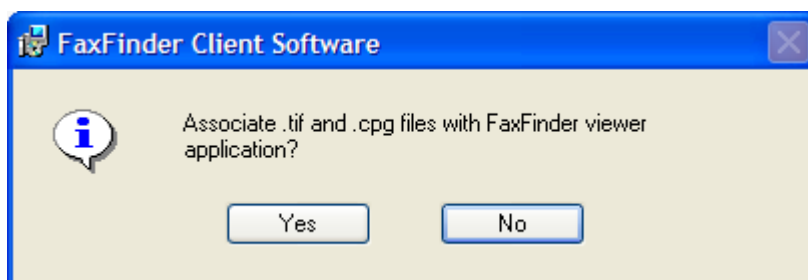 FaxFinder Client Software
Associate .tif and .cpg files with FaxFinder viewer
application?
Yes No